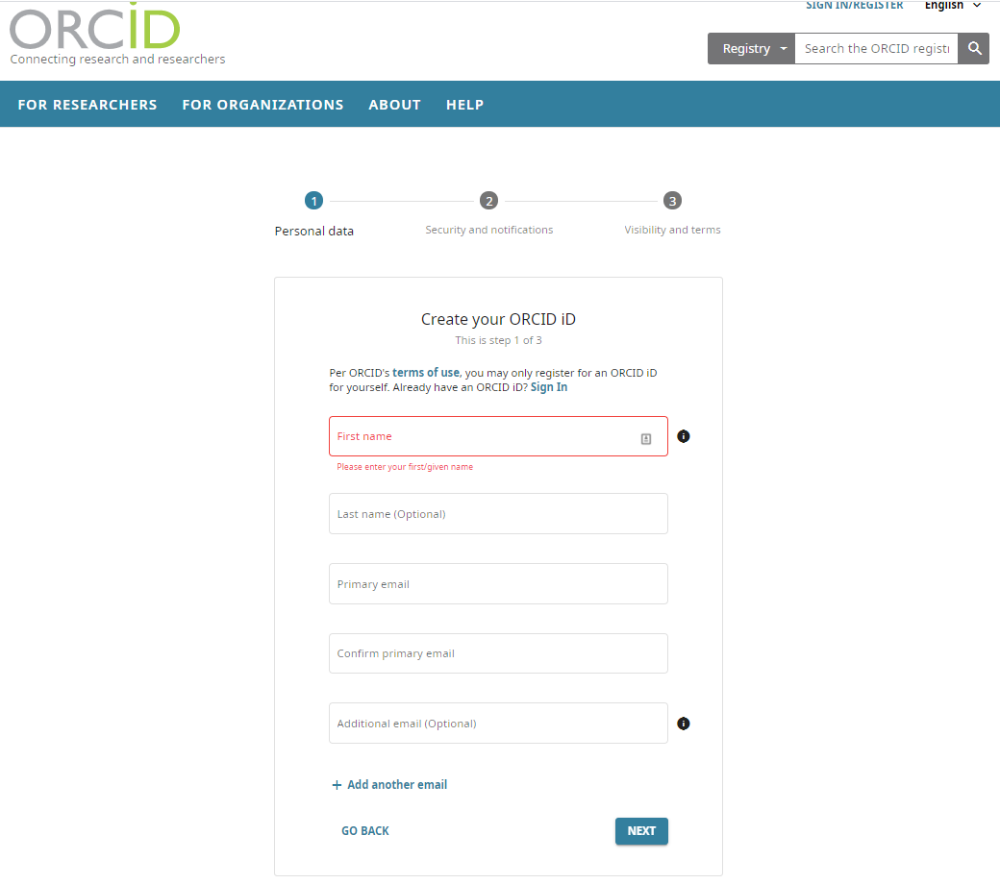 SIGN IN/REGISTER English
ORCiD
Connecting research and researchers
Registry Search the ORCID registr
FOR RESEARCHERS FOR ORGANIZATIONS ABOUT HELP
1 2 3
Personal data Security and notifications Visibility and terms
Create your ORCID iD
This is step 1 of 3
Per ORCID's terms of use, you may only register for an ORCID iD
for yourself. Already have an ORCID iD? Sign In
First name
Please enter your first/given name
Last name (Optional)
Primary email
Confirm primary email
Additional email (Optional)
+ Add another email
GO BACK NEXT